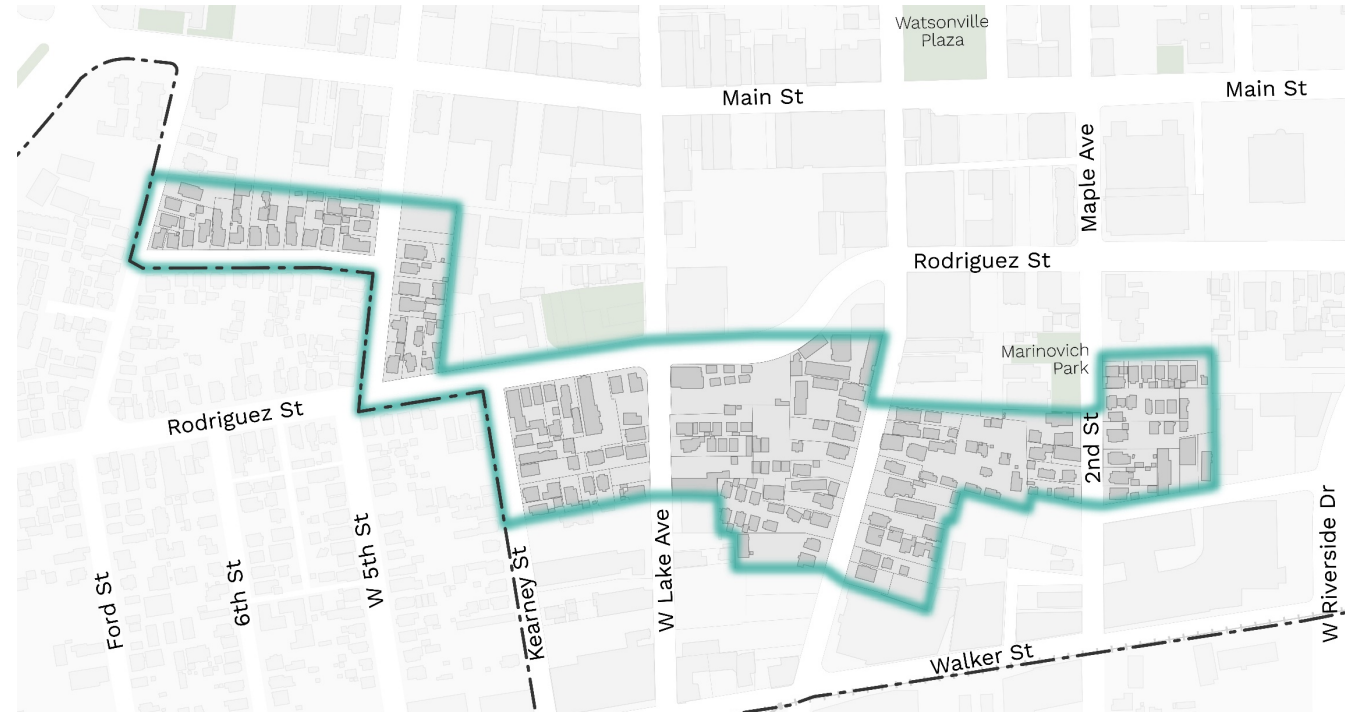 Watsonville
Plaza
Main St
Main St
Maple Ave
Rodriguez St
Marinovich
Park
Rodriguez St
2nd St
W Riverside Dr
Ford St
6th St
W 5th St
Kearney St
W Lake Ave
Walker St